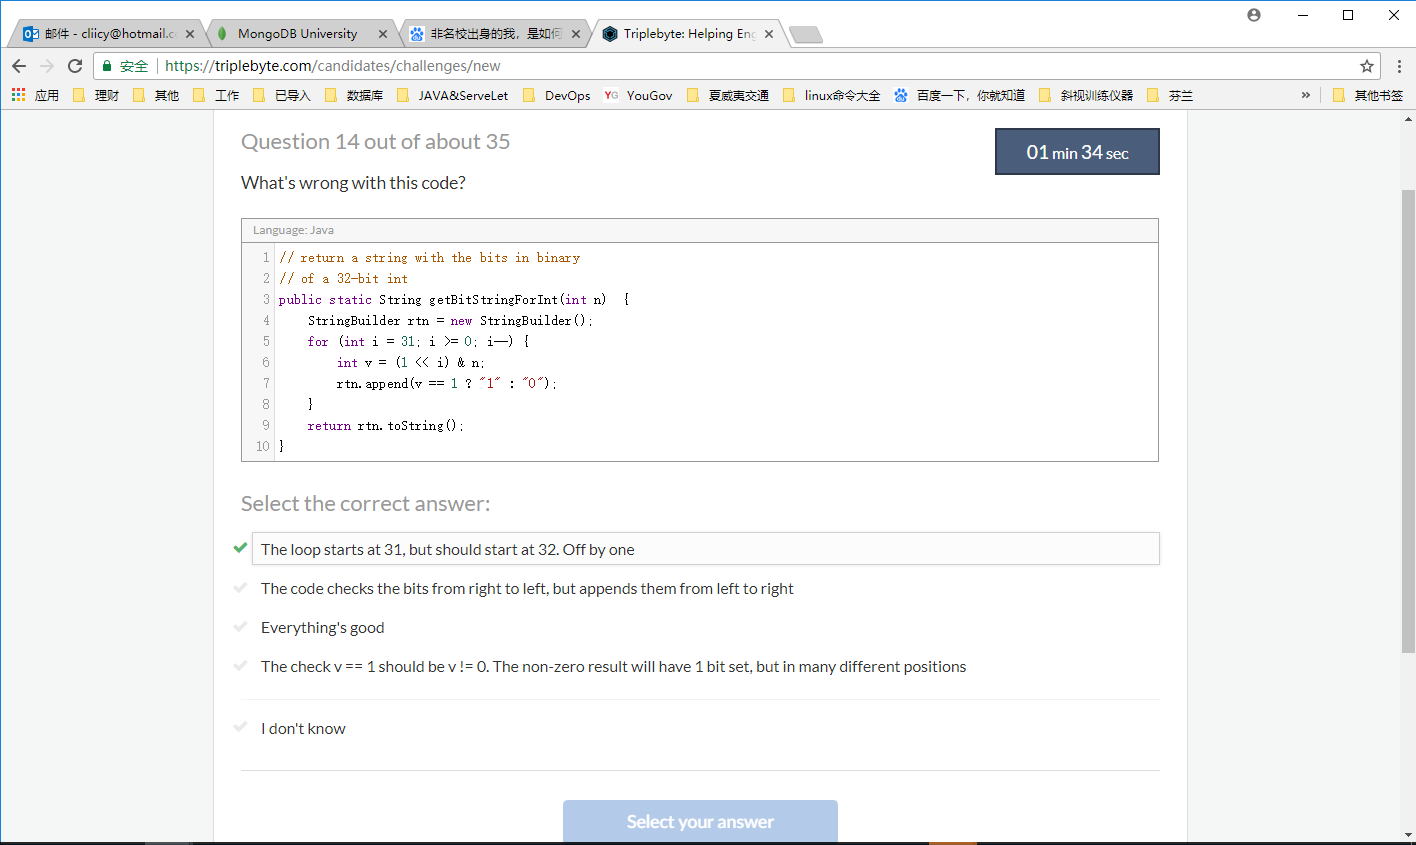 邮件 - cliicy@hotmail.c
MongoDB University
非名校出身的我，是如何
Triplebyte: Helping Eng
安全
https://triplebyte.com/candidates/challenges/new
应用 理财 其他 工作 已导入 数据库 JAVA&ServeLet DevOps YG YouGov 夏威夷交通 linux命令大全 百度一下，你就知道 斜视训练仪器 芬兰 » 其他书签
Question 14 out of about 35
01 min 34 sec
What's wrong with this code?
Language: Java
1 // return a string with the bits in binary
2 // of a 32-bit int
3 public static String getBitStringForInt(int n)  {
4     StringBuilder rtn = new StringBuilder();
5     for (int i = 31; i >= 0; i--) {
6         int v = (1 << i) & n;
7         rtn.append(v == 1 ? "1" : "0");
8     }
9     return rtn.toString();
10 }
Select the correct answer:
The loop starts at 31, but should start at 32. Off by one
The code checks the bits from right to left, but appends them from left to right
Everything's good
The check v == 1 should be v != 0. The non-zero result will have 1 bit set, but in many different positions
I don't know
Select your answer